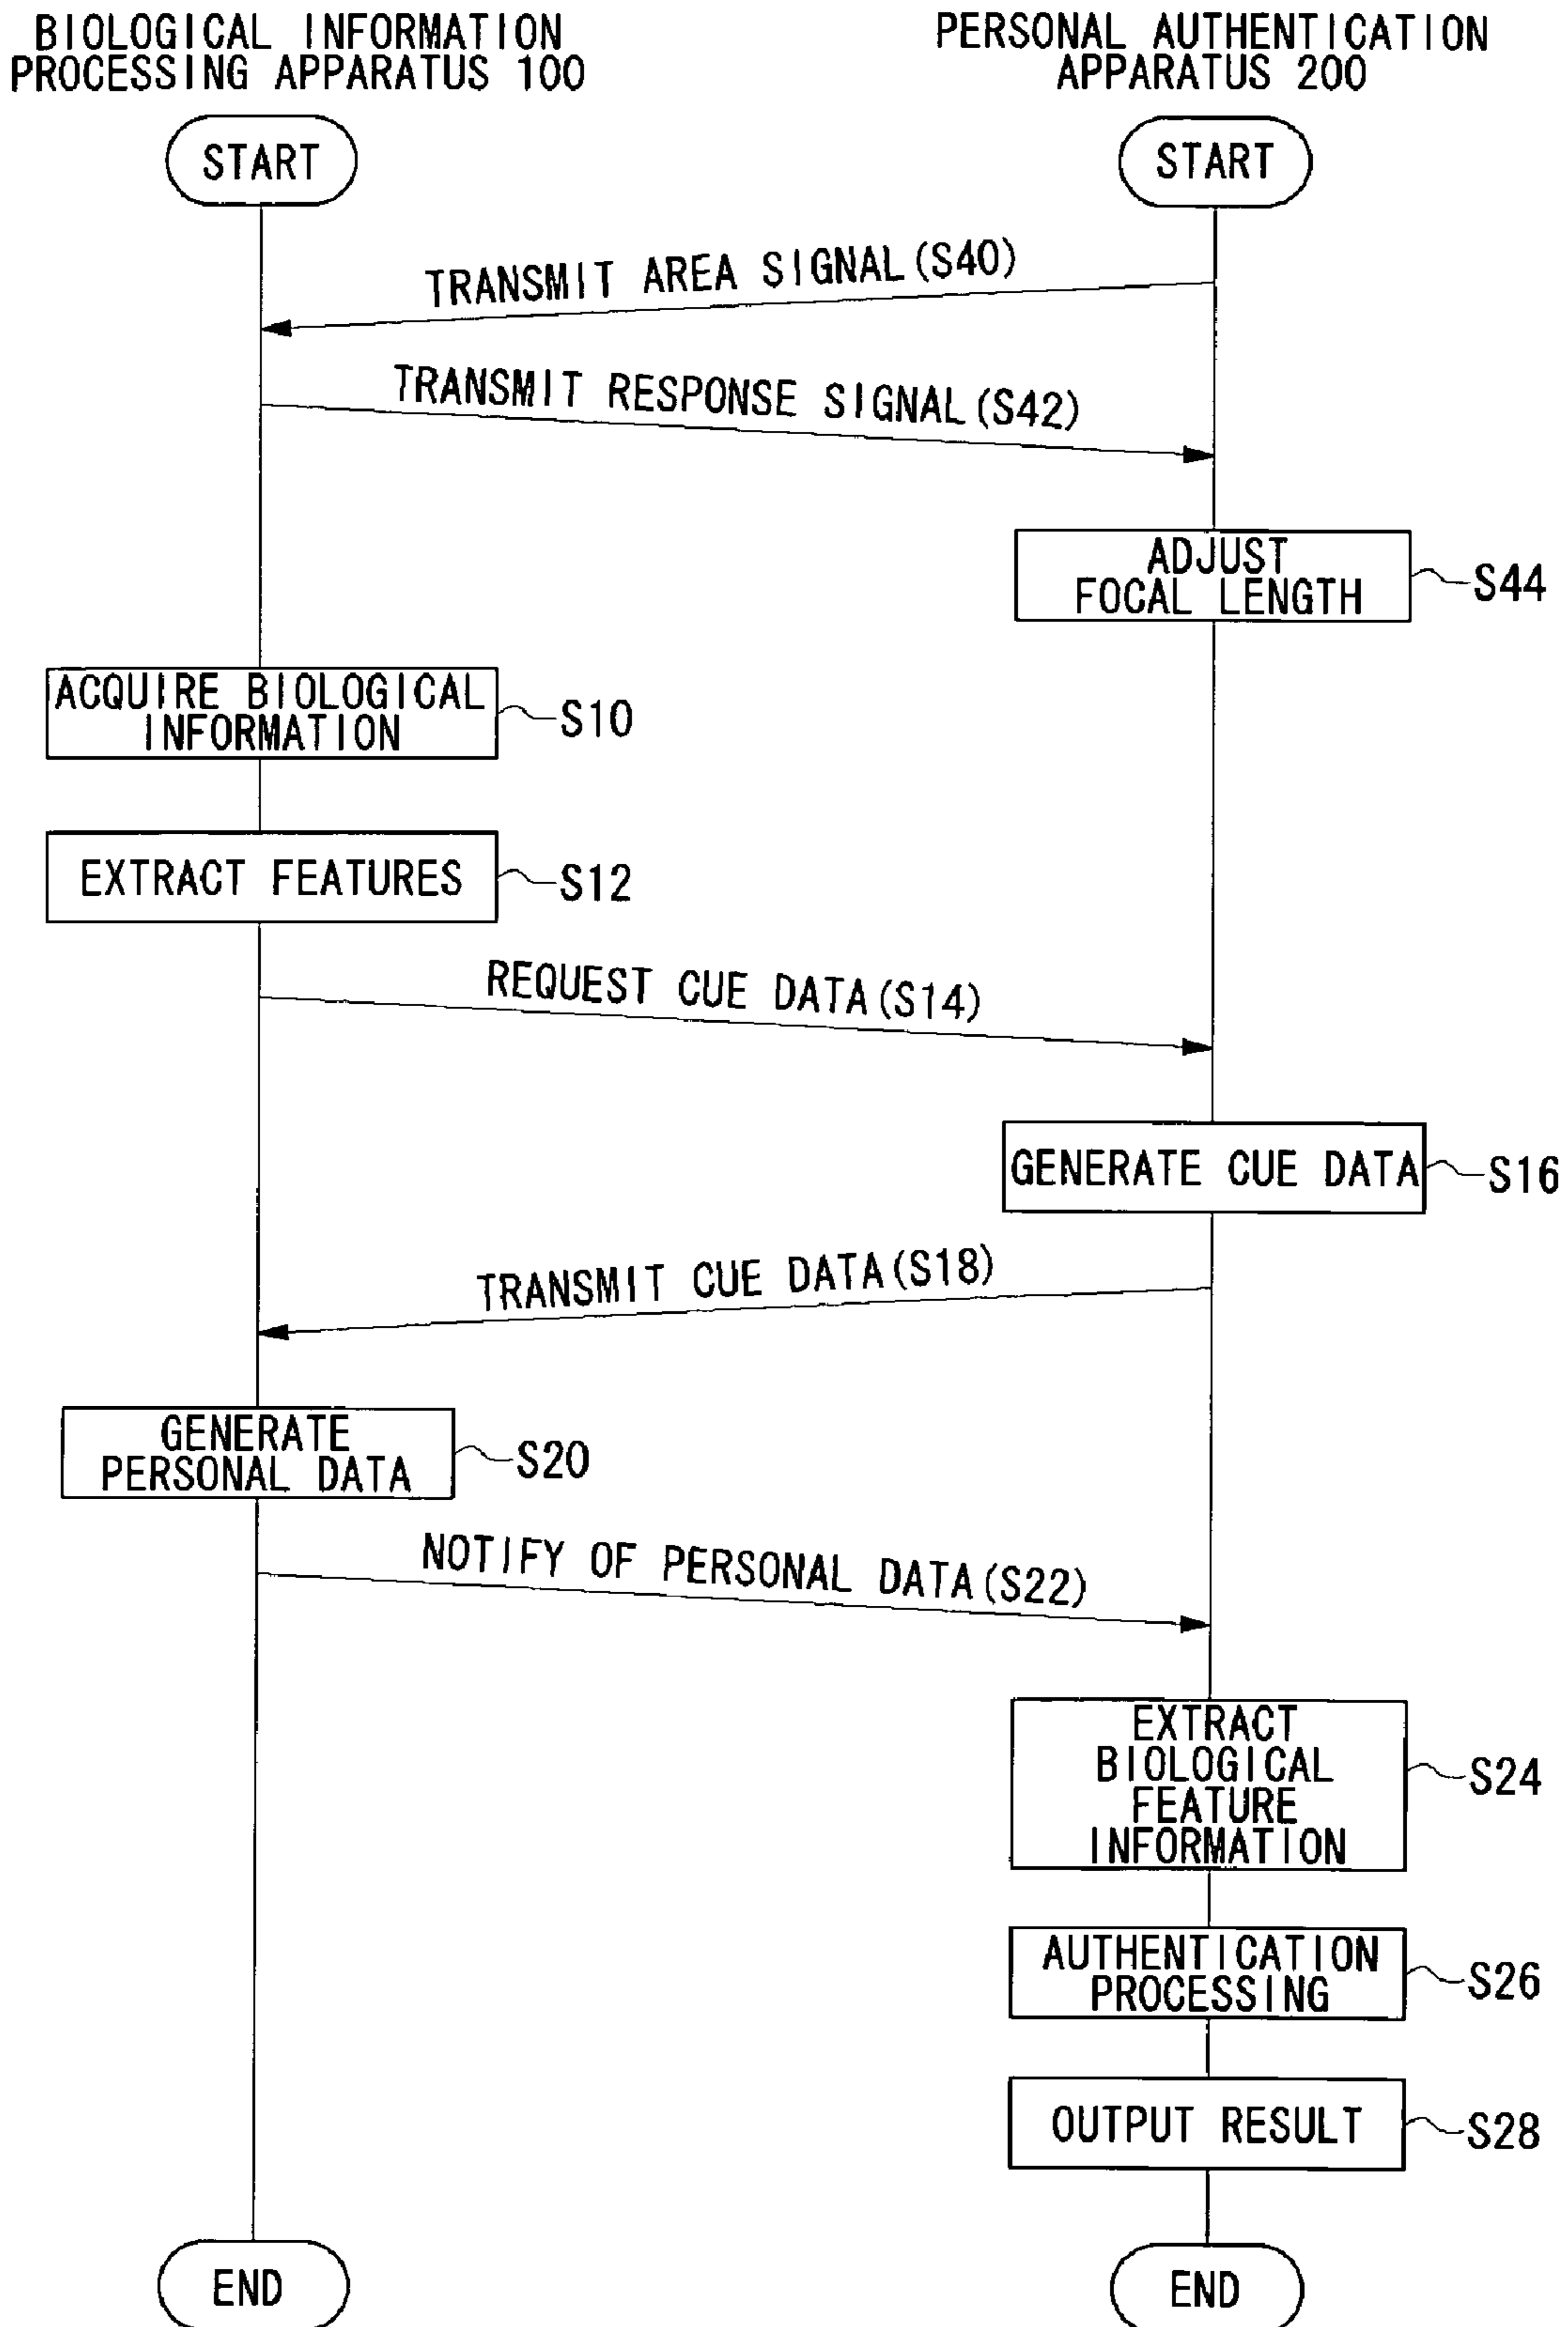 BIOLOGICAL INFORMATION
PROCESSING APPARATUS 100
PERSONAL AUTHENTICATION
APPARATUS 200
START
START
TRANSMIT AREA SIGNAL(S40)
TRANSMIT RESPONSE SIGNAL(S42)
ADJUST
FOCAL LENGTH
S44
ACQUIRE BIOLOGICAL
INFORMATION
S10
EXTRACT FEATURES
S12
REQUEST CUE DATA(S14)
GENERATE CUE DATA
S16
TRANSMIT CUE DATA(S18)
GENERATE
PERSONAL DATA
S20
NOTIFY OF PERSONAL DATA(S22)
EXTRACT
BIOLOGICAL
FEATURE
INFORMATION
S24
AUTHENTICATION
PROCESSING
S26
OUTPUT RESULT
S28
END
END